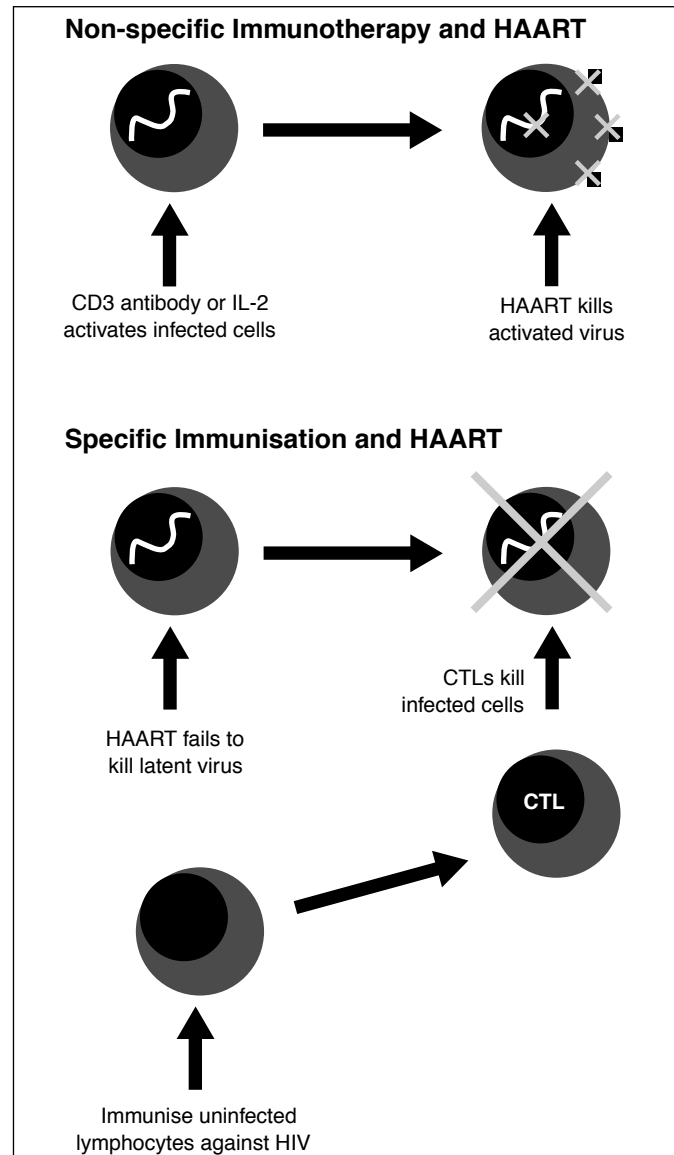 Non-specific Immunotherapy and HAART
CD3 antibody or IL-2
activates infected cells
HAART kills
activated virus
Specific Immunisation and HAART
HAART fails to
kill latent virus
CTLs kill
infected cells
CTL
Immunise uninfected
lymphocytes against HIV